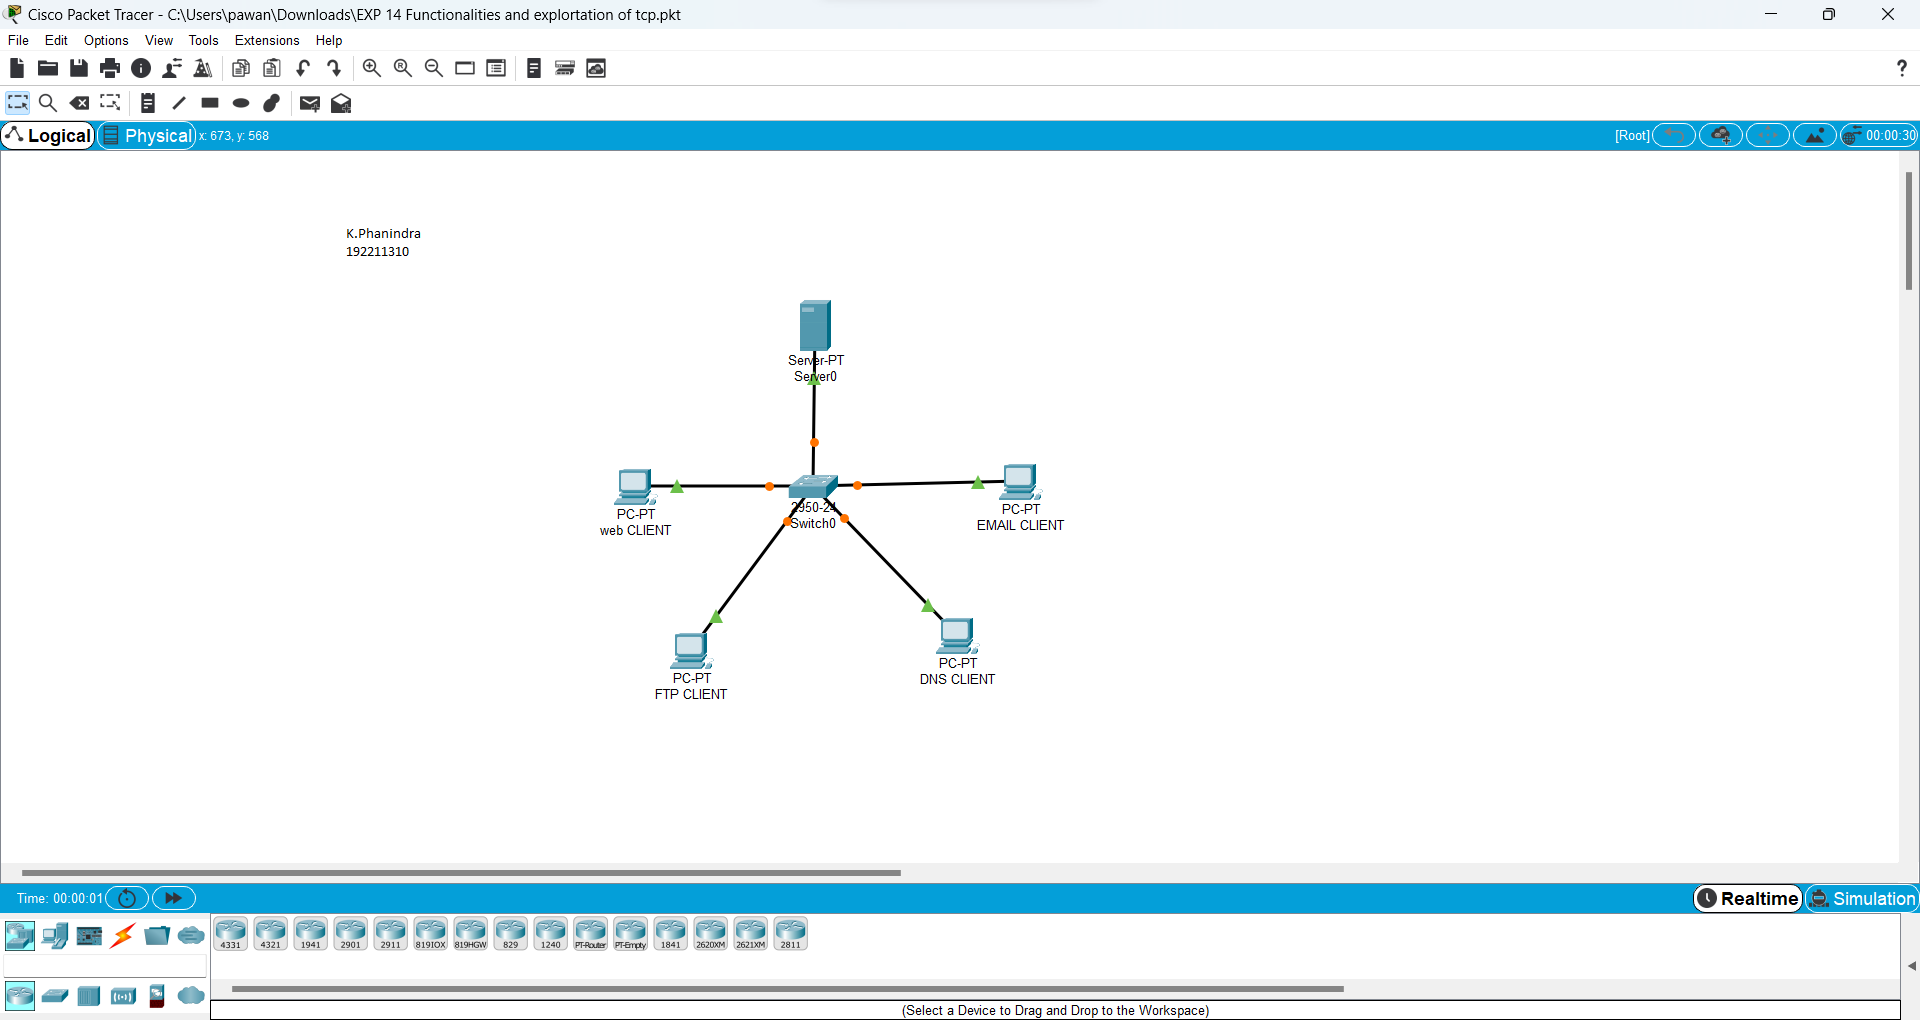 Cisco Packet Tracer - C:\Users\pawan\Downloads\EXP 14 Functionalities and explortation of tcp.pkt
File Edit Options View Tools Extensions Help
?
Logical Physical x: 673, y: 568 [Root] 00:00:30
K.Phanindra
192211310
Server-PT
Server0
PC-PT
web CLIENT
2950-24
Switch0
PC-PT
EMAIL CLIENT
PC-PT
FTP CLIENT
PC-PT
DNS CLIENT
Time: 00:00:01 Realtime Simulation
4331 4321 1941 2901 2911 819IOX 819HGW 829 1240 PT-Router PT-Empty 1841 2620XM 2621XM 2811
(Select a Device to Drag and Drop to the Workspace)